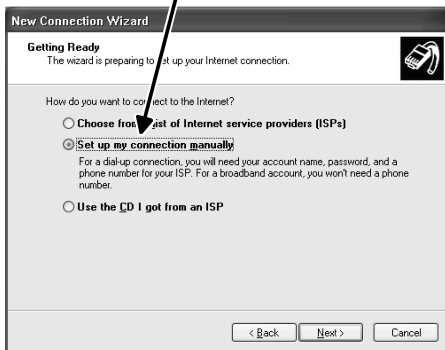 New Connection Wizard
Getting Ready
The wizard is preparing to set up your Internet connection.
How do you want to connect to the Internet?
Choose from a list of Internet service providers (ISPs)
Set up my connection manually
For a dial-up connection, you will need your account name, password, and a
phone number for your ISP. For a broadband account, you won't need a phone
number.
Use the CD I got from an ISP
< Back
Next >
Cancel